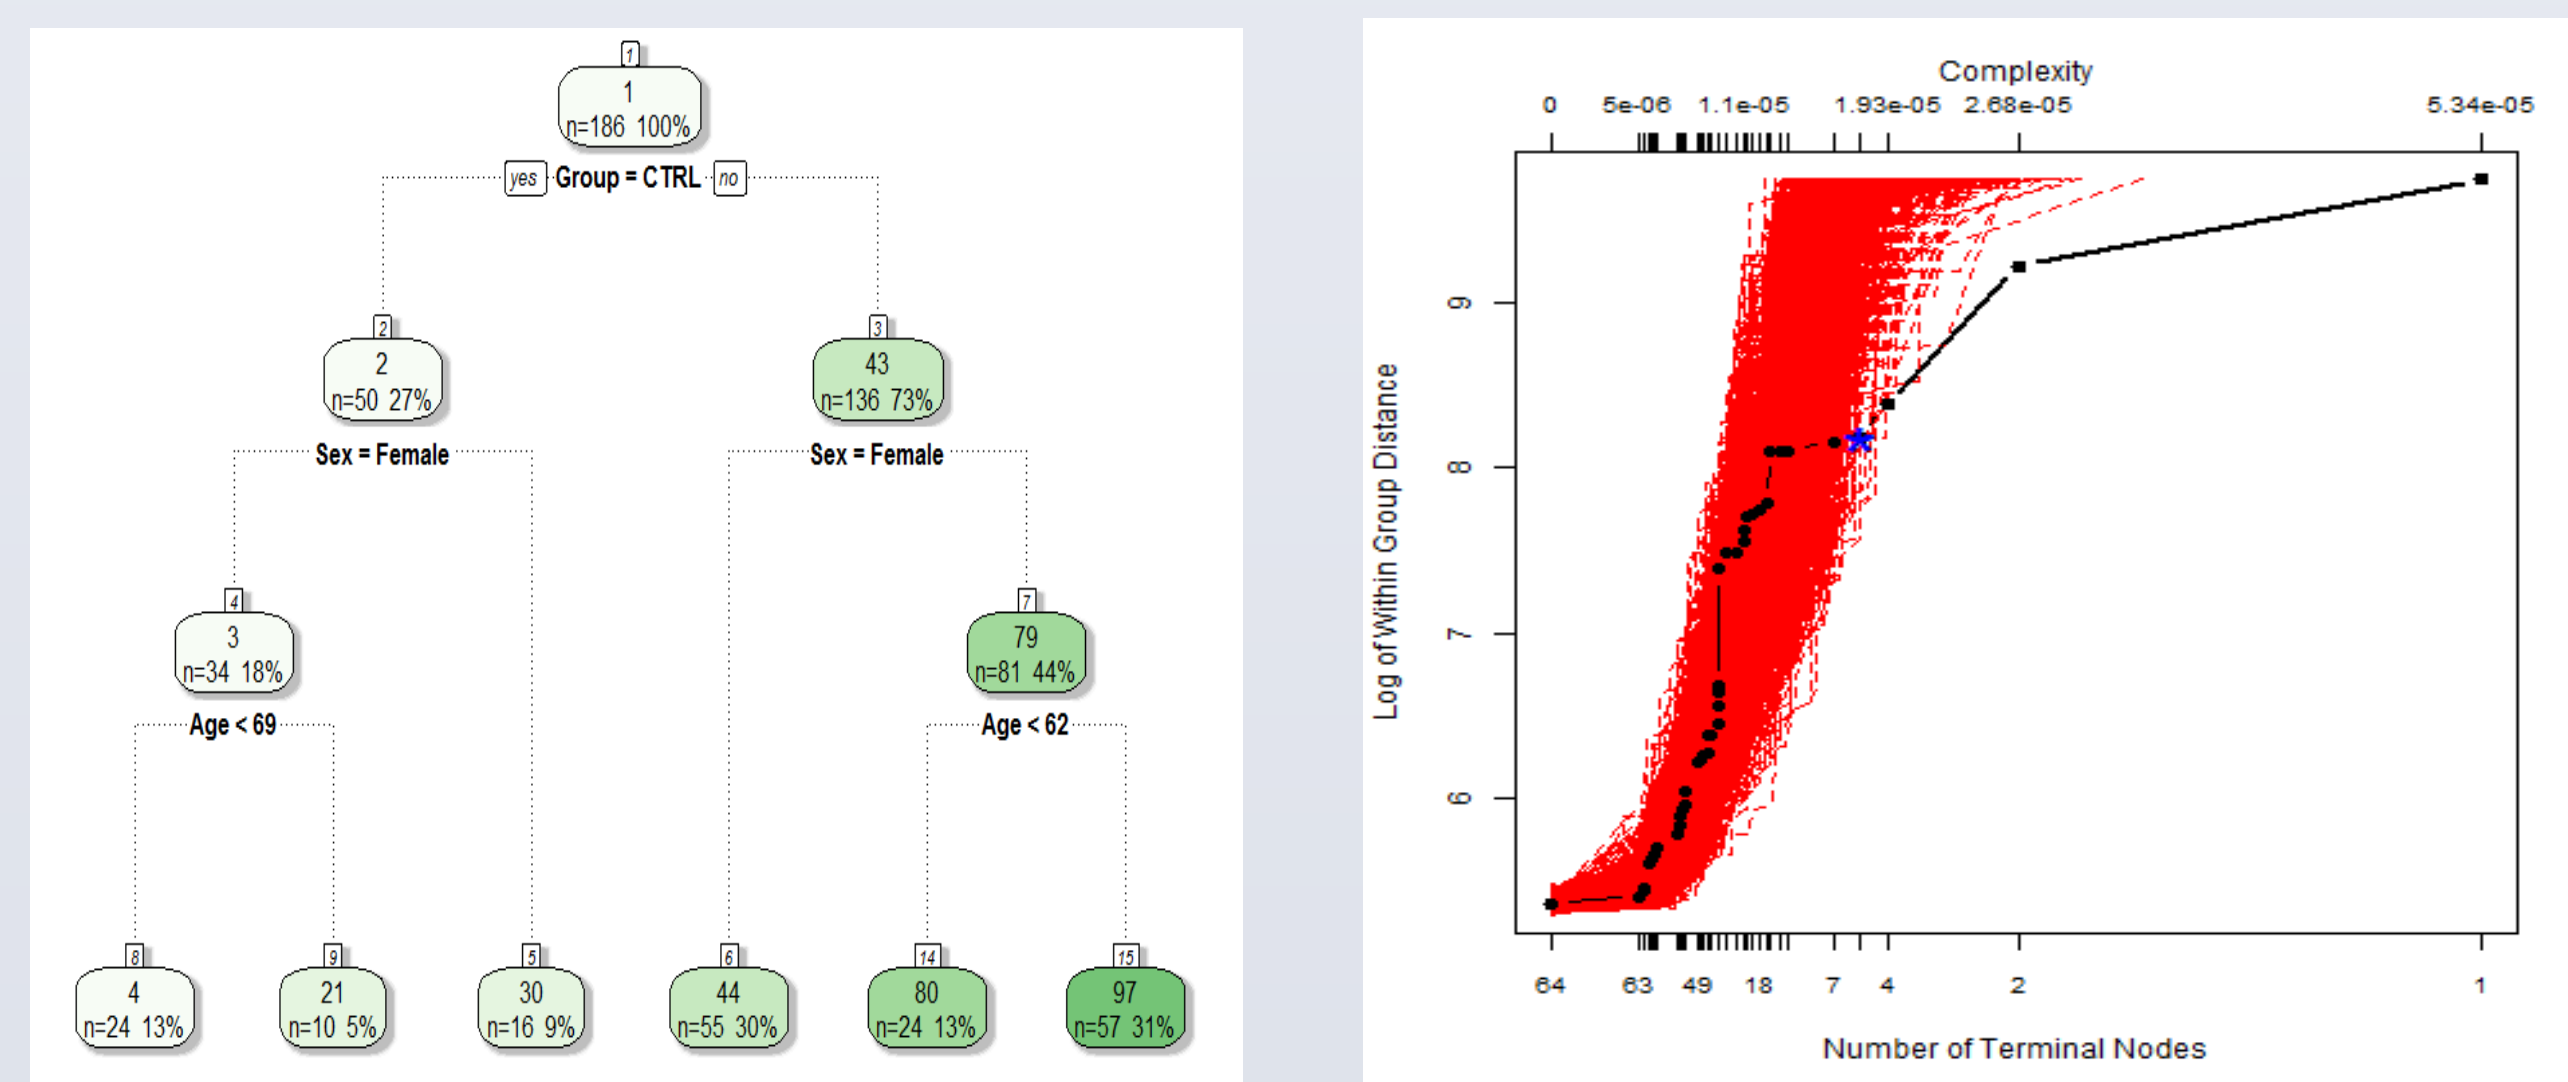 1
1
n=186 100%
yes Group = CTRL no
2
2
n=50 27%
3
43
n=136 73%
Sex = Female
Sex = Female
4
3
n=34 18%
7
79
n=81 44%
Age < 69
Age < 62
8
4
n=24 13%
9
21
n=10 5%
5
30
n=16 9%
6
44
n=55 30%
14
80
n=24 13%
15
97
n=57 31%
Complexity
0 5e-06 1.1e-05 1.93e-05 2.68e-05 5.34e-05
Log of Within Group Distance
9
8
7
6
64 63 49 18 7 4 2 1
Number of Terminal Nodes